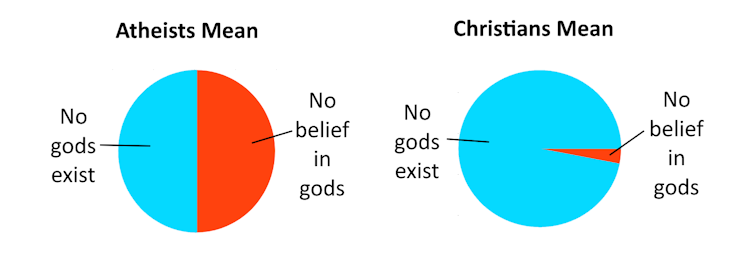 Atheists Mean
No
gods
exist
No
belief
in
gods
Christians Mean
No
gods
exist
No
belief
in
gods